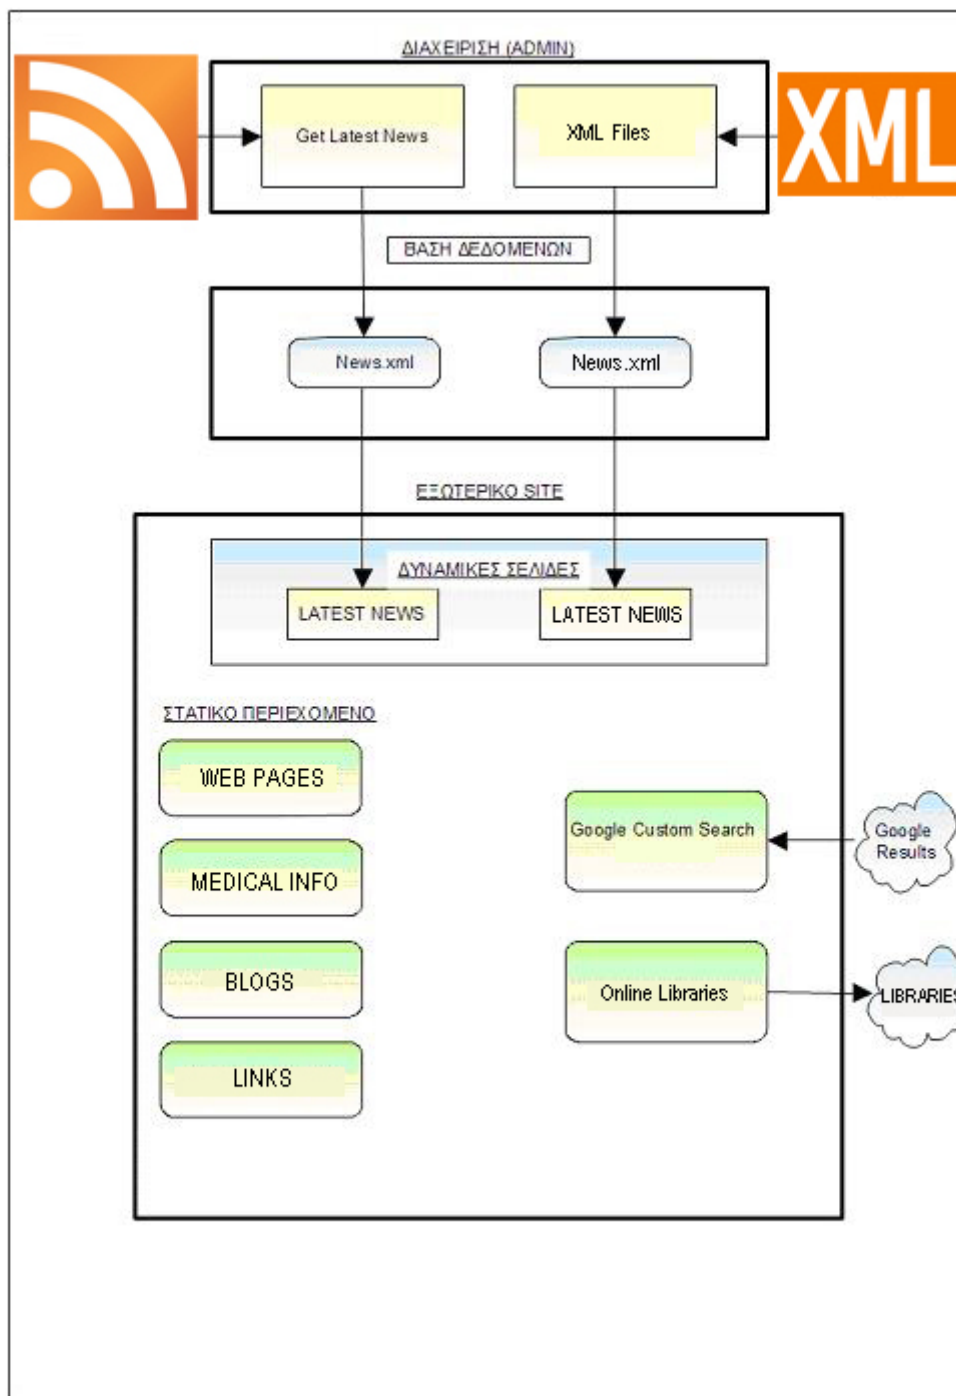 ΔΙΑΧΕΙΡΙΣΗ (ADMIN)
Get Latest News
XML Files
XML
ΒΑΣΗ ΔΕΔΟΜΕΝΩΝ
News.xml
News.xml
ΕΞΩΤΕΡΙΚΟ SITE
ΔΥΝΑΜΙΚΕΣ ΣΕΛΙΔΕΣ
LATEST NEWS
LATEST NEWS
ΣΤΑΤΙΚΟ ΠΕΡΙΕΧΟΜΕΝΟ
WEB PAGES
MEDICAL INFO
BLOGS
LINKS
Google Custom Search
Google
Results
Online Libraries
LIBRARIES